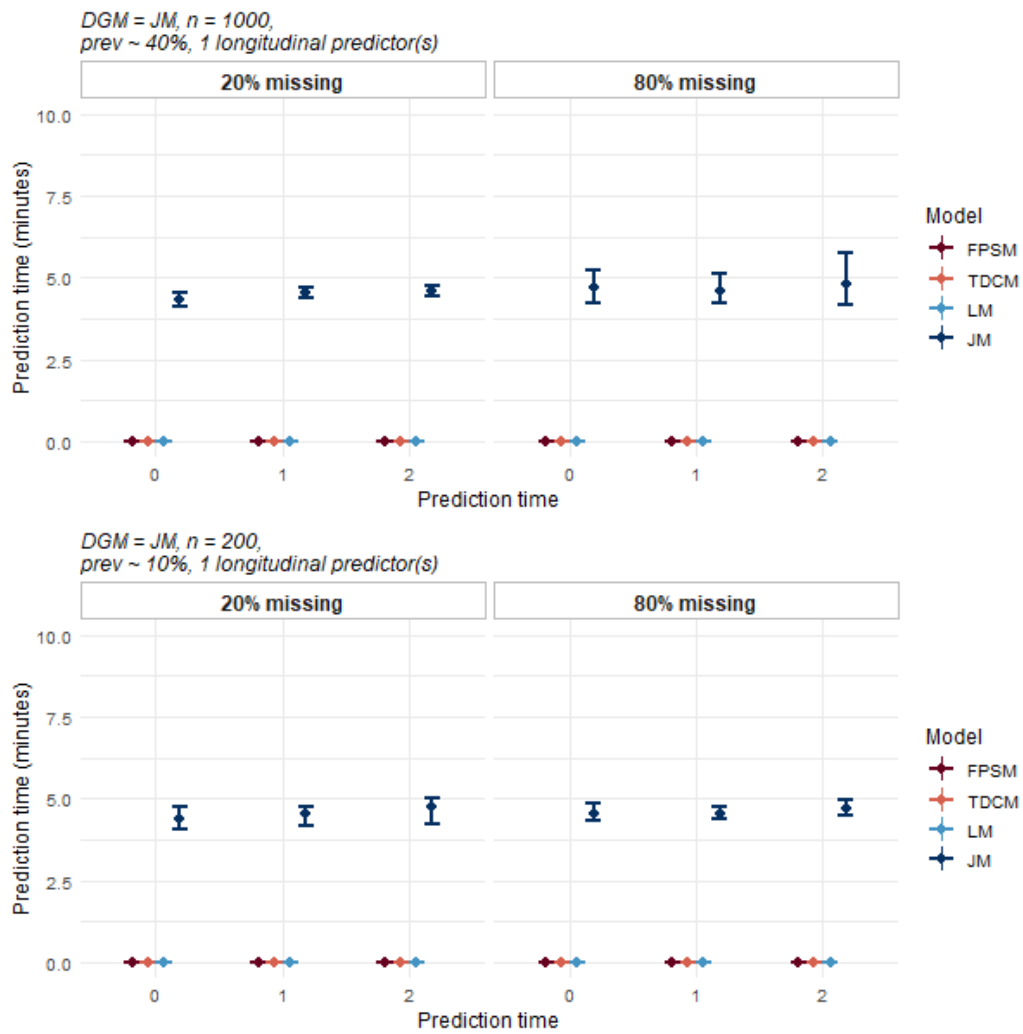 DGM = JM, n = 1000,
prev ~ 40%, 1 longitudinal predictor(s)
20% missing
80% missing
Prediction time (minutes)
10.0
7.5
5.0
2.5
0.0
0 1 2
0 1 2
Prediction time
Model
FPSM
TDCM
LM
JM
DGM = JM, n = 200,
prev ~ 10%, 1 longitudinal predictor(s)
20% missing
80% missing
Prediction time (minutes)
10.0
7.5
5.0
2.5
0.0
0 1 2
0 1 2
Prediction time
Model
FPSM
TDCM
LM
JM